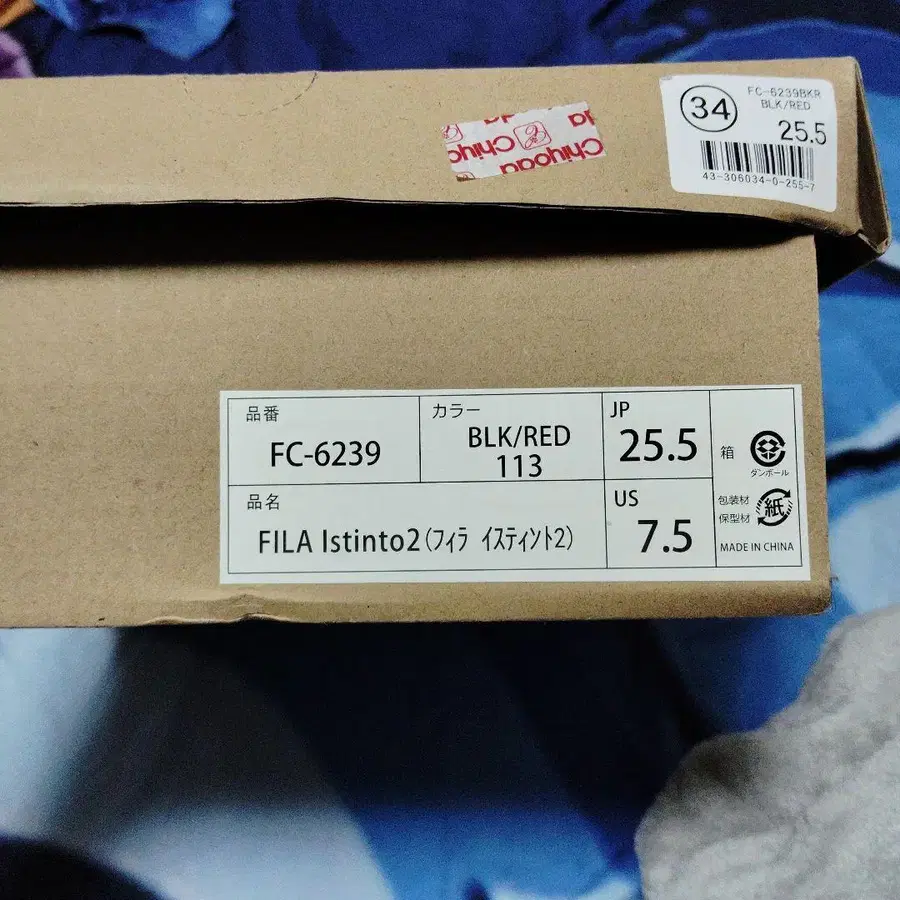 34
FC-6239BKR
BLK/RED
25.5
43-306034-0-255-7
Chiyoda
品番
FC-6239
カラー
BLK/RED
113
JP
25.5
箱
ダンボール
品名
FILA Istinto2(フィラ イスティント2)
US
7.5
包装材
保型材
紙
MADE IN CHINA